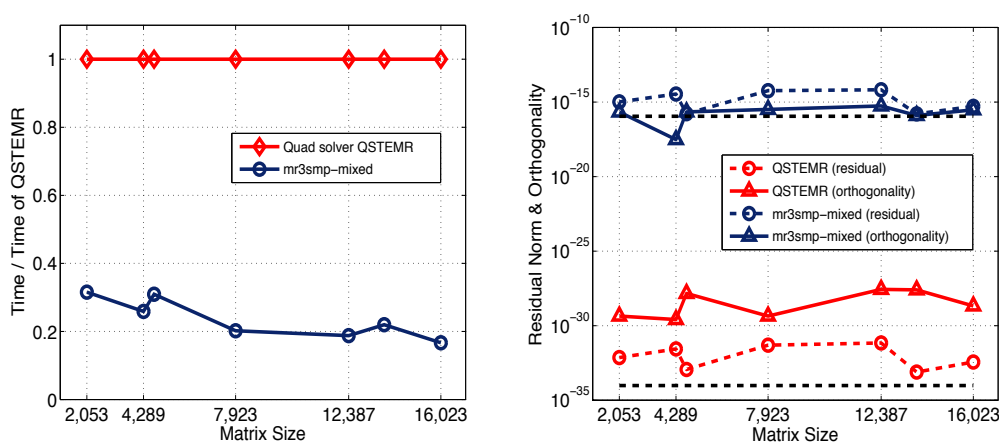 Time / Time of QSTEMR
1
0.8
0.6
0.4
0.2
0
Quad solver QSTEMR
mr3smp−mixed
2,053 4,289 7,923 12,387 16,023
Matrix Size
Residual Norm & Orthogonality
10−10
10−15
10−20
10−25
10−30
10−35
QSTEMR (residual)
QSTEMR (orthogonality)
mr3smp−mixed (residual)
mr3smp−mixed (orthogonality)
2,053 4,289 7,923 12,387 16,023
Matrix Size